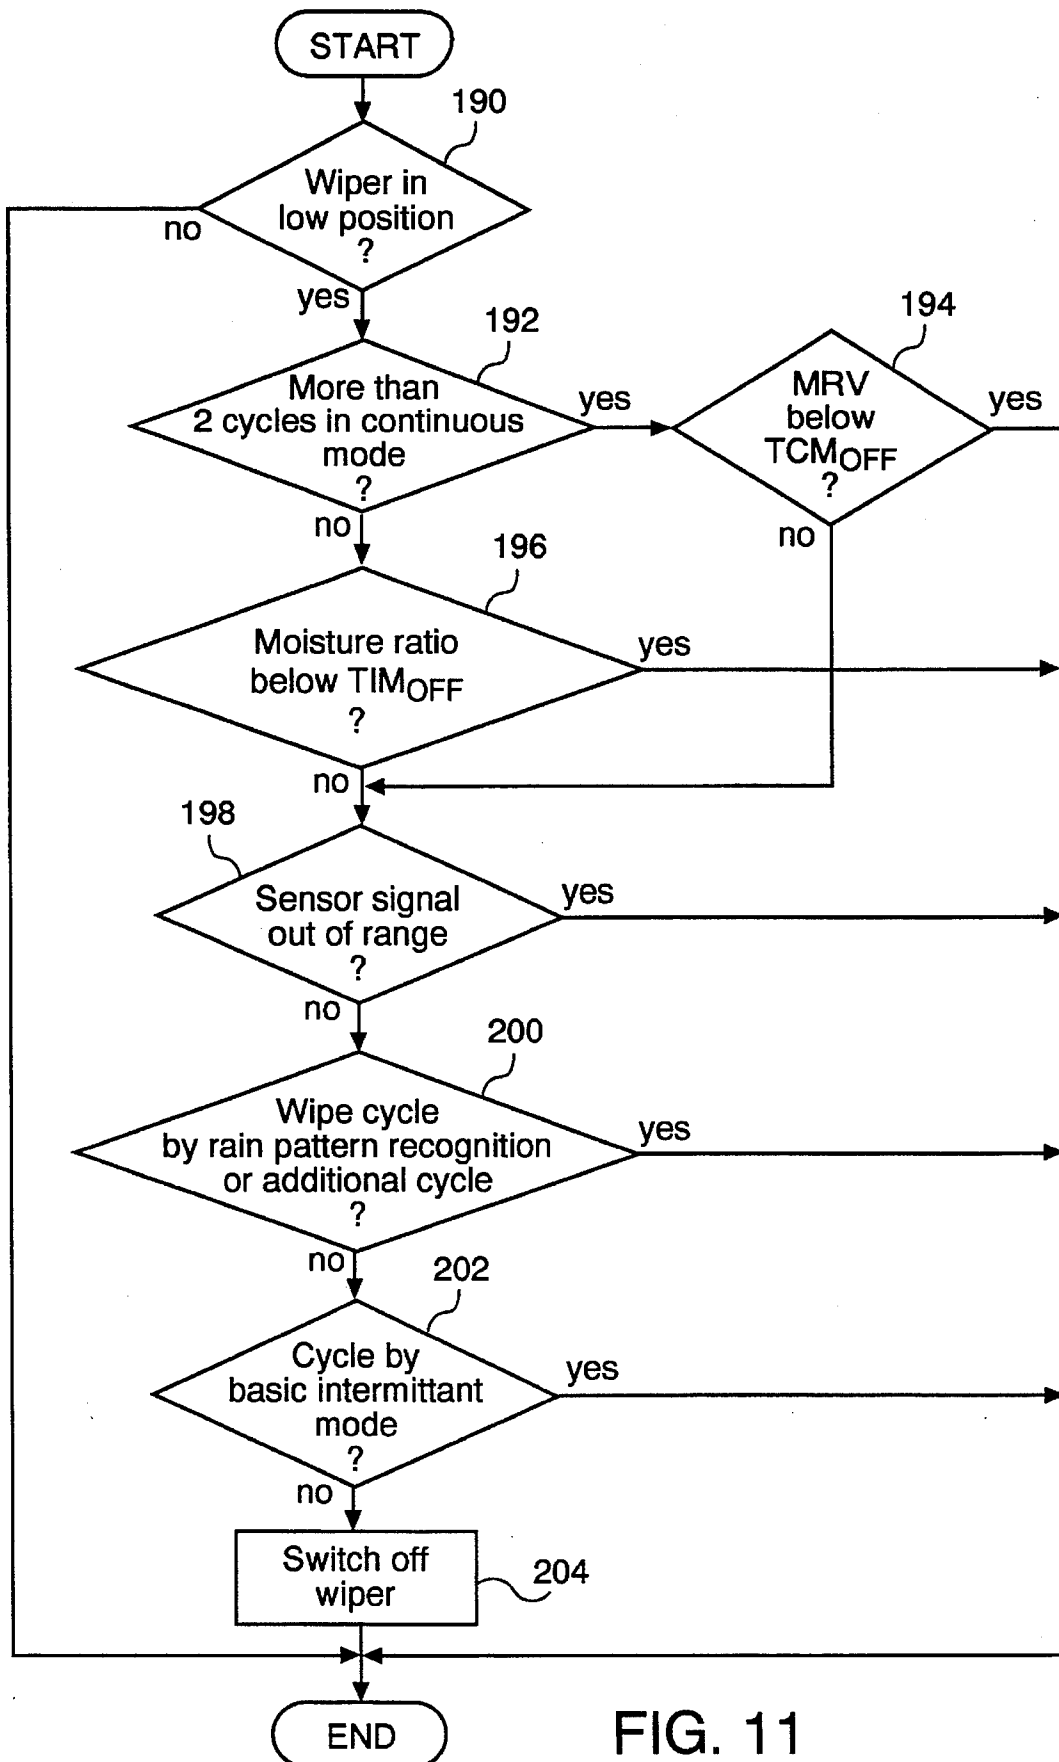 START
190
Wiper in
low position
?
no
yes
192
More than
2 cycles in continuous
mode
?
yes
no
194
MRV
below
TCMOFF
?
yes
no
196
Moisture ratio
below TIMOFF
?
yes
no
198
Sensor signal
out of range
?
yes
no
200
Wipe cycle
by rain pattern recognition
or additional cycle
?
yes
no
202
Cycle by
basic intermittant
mode
?
yes
no
Switch off
wiper
204
END
FIG. 11